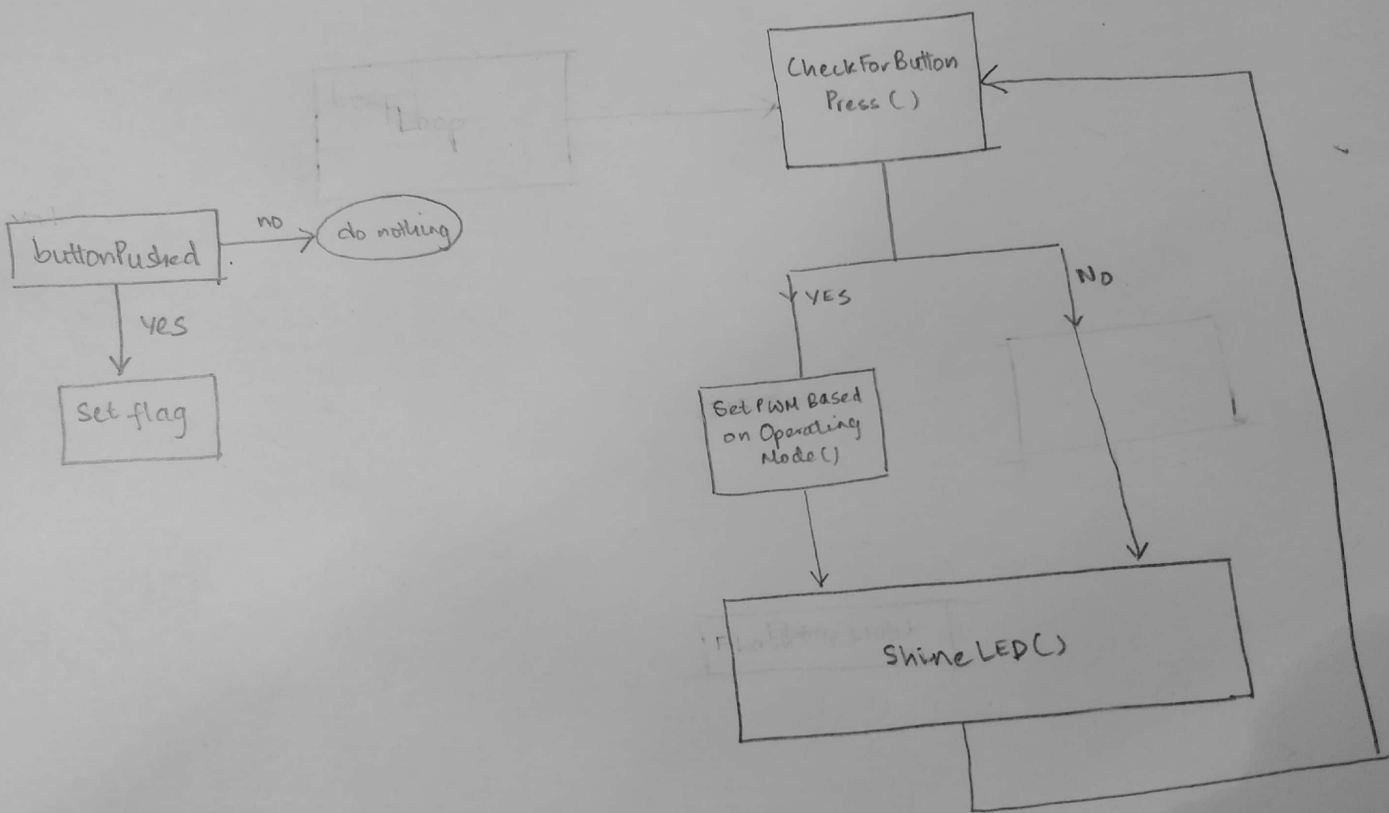 CheckForButton
Press ( )
Loop
buttonPushed
no
do nothing
yes
Set flag
YES
NO
Set PWM Based
on Operating
Mode ( )
Shine LED ( )